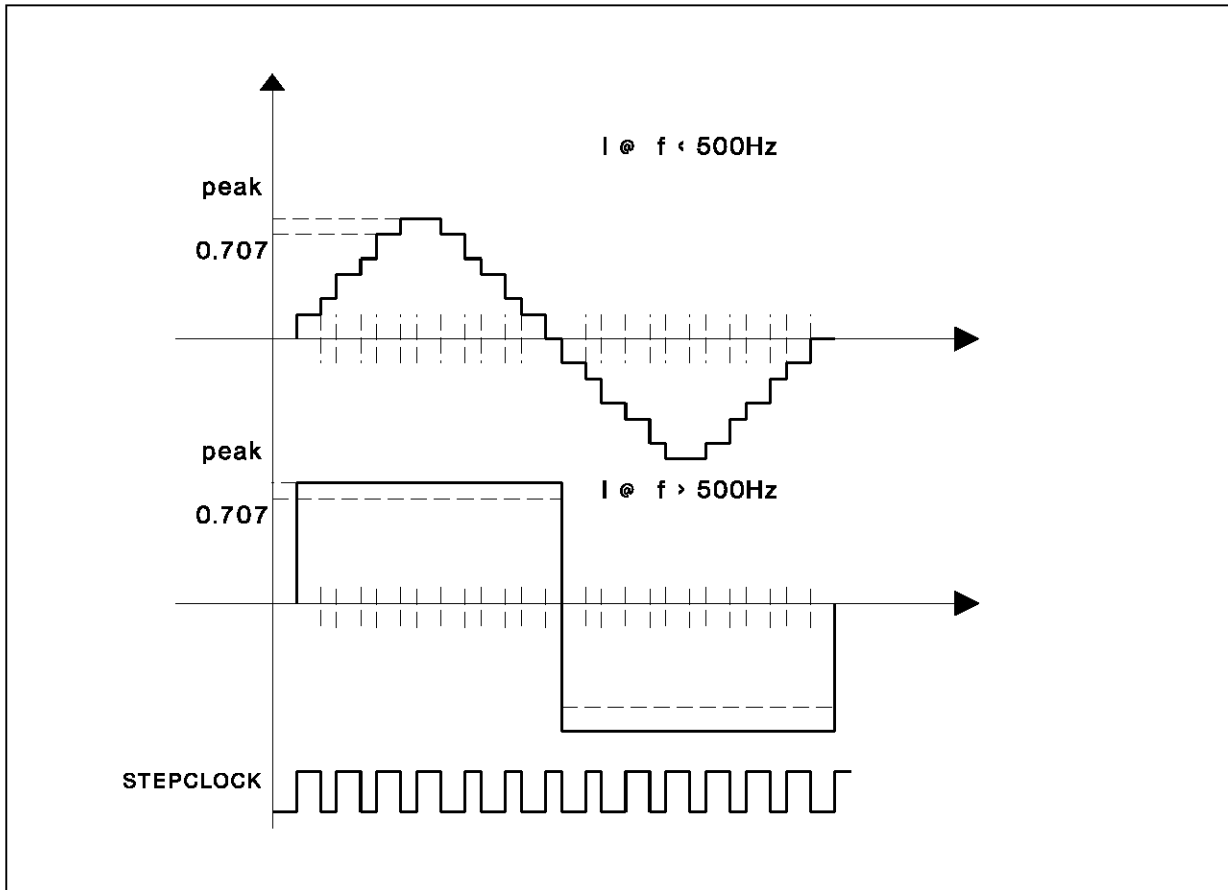 I @ f < 500Hz
peak
0.707
peak
I @ f > 500Hz
0.707
STEPCLOCK